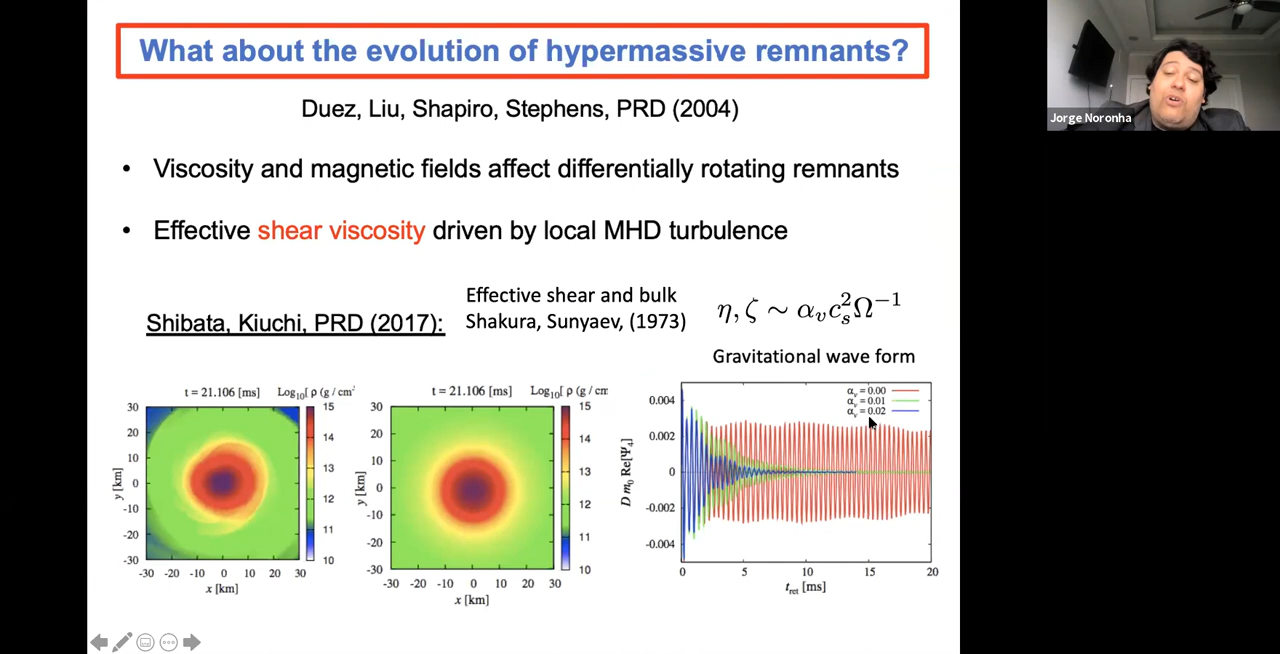 What about the evolution of hypermassive remnants?
Jorge Noronha
Duez, Liu, Shapiro, Stephens, PRD (2004)
• Viscosity and magnetic fields affect differentially rotating remnants
• Effective shear viscosity driven by local MHD turbulence
Shibata, Kiuchi, PRD (2017):
Effective shear and bulk
Shakura, Sunyaev, (1973)
η, ζ ∼ α_v c_s^2 Ω^{-1}
Gravitational wave form
t = 21.106 [ms] Log10[ ρ (g / cm
30
20
10
0
-10
-20
-30
y [km]
-30 -20 -10 0 10 20 30
x [km]
15
14
13
12
11
10
t = 21.106 [ms] Log10[ ρ (g / cm
30
20
10
0
-10
-20
-30
y [km]
-30 -20 -10 0 10 20 30
x [km]
15
14
13
12
11
10
α_v = 0.00
α_v = 0.01
α_v = 0.02
0.004
0.002
0
-0.002
-0.004
D m_0 Re[Ψ_4]
0 5 10 15 20
t_ret [ms]